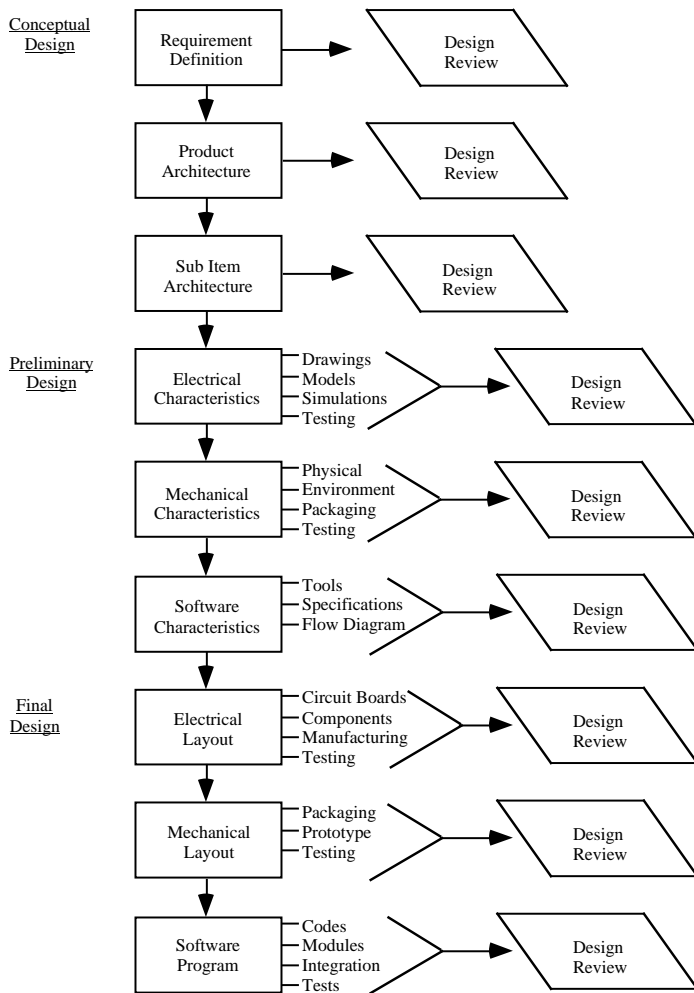 Conceptual
Design
Requirement
Definition
Design
Review
Product
Architecture
Design
Review
Sub Item
Architecture
Design
Review
Preliminary
Design
Electrical
Characteristics
Drawings
Models
Simulations
Testing
Design
Review
Mechanical
Characteristics
Physical
Environment
Packaging
Testing
Design
Review
Software
Characteristics
Tools
Specifications
Flow Diagram
Design
Review
Final
Design
Electrical
Layout
Circuit Boards
Components
Manufacturing
Testing
Design
Review
Mechanical
Layout
Packaging
Prototype
Testing
Design
Review
Software
Program
Codes
Modules
Integration
Tests
Design
Review